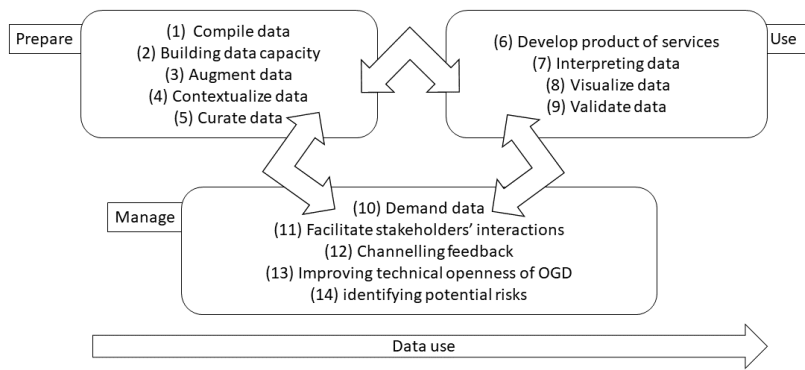 Prepare
(1) Compile data
(2) Building data capacity
(3) Augment data
(4) Contextualize data
(5) Curate data
(6) Develop product of services
(7) Interpreting data
(8) Visualize data
(9) Validate data
Use
Manage
(10) Demand data
(11) Facilitate stakeholders' interactions
(12) Channelling feedback
(13) Improving technical openness of OGD
(14) identifying potential risks
Data use